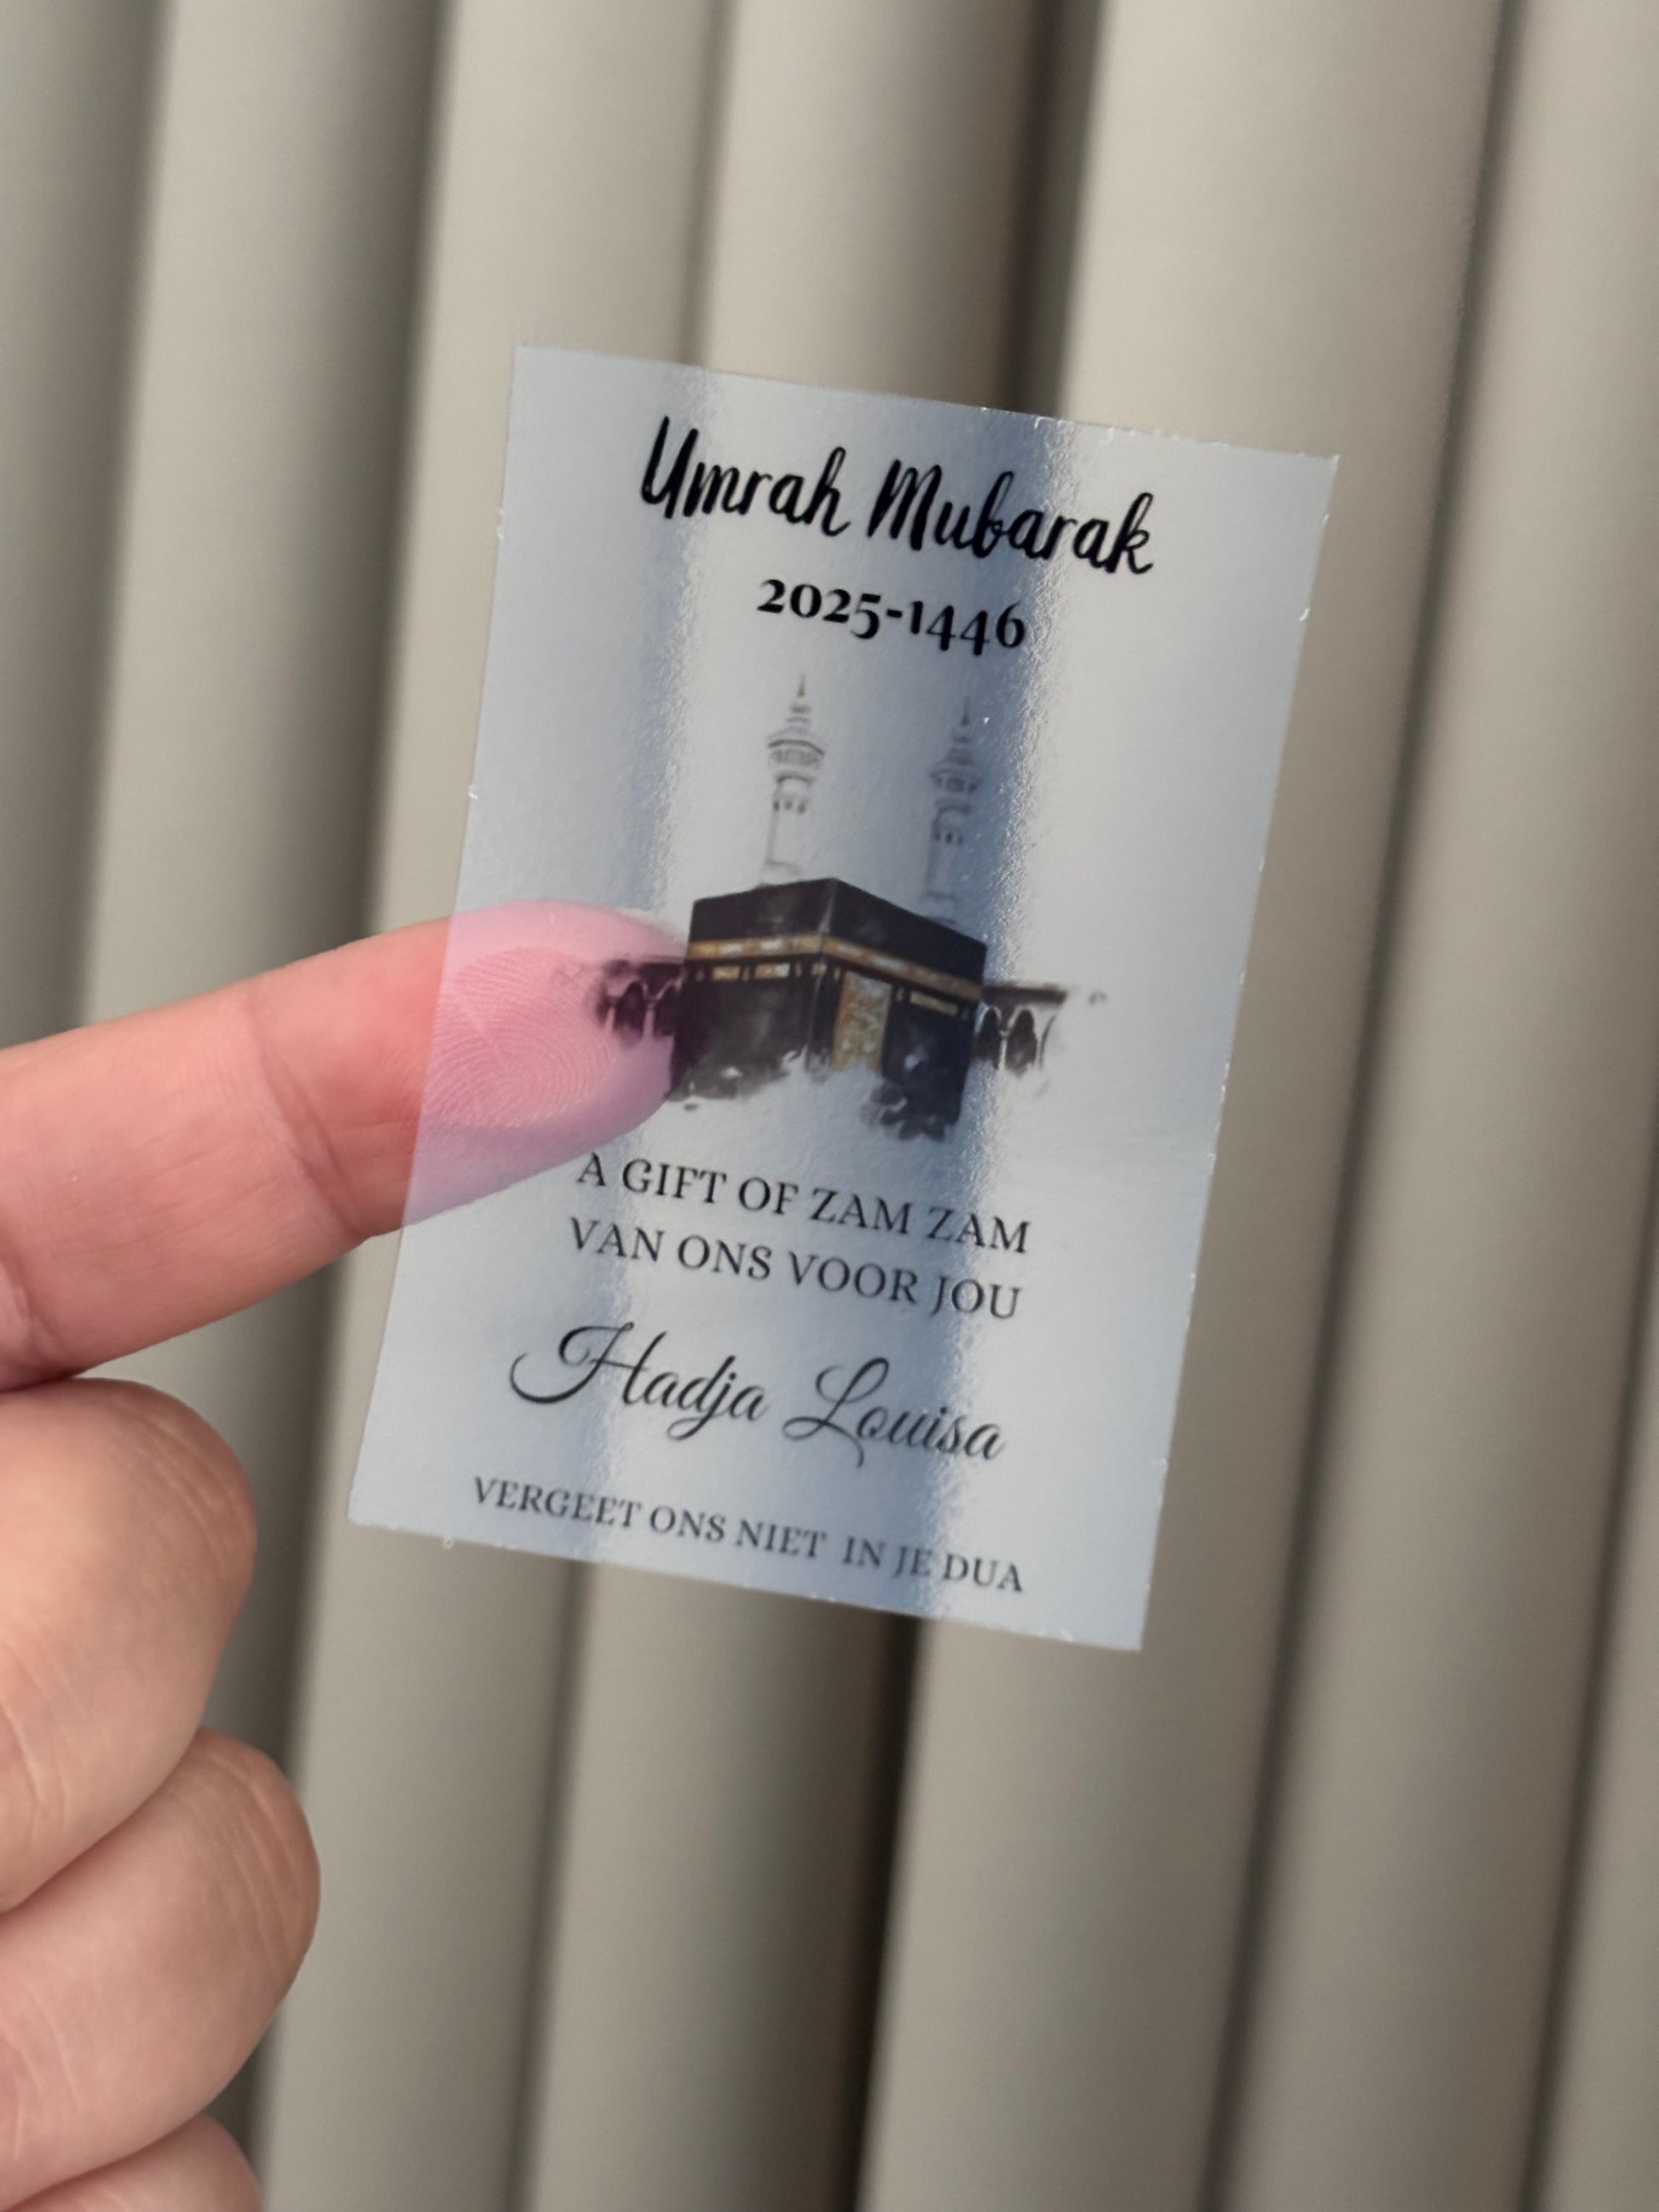 Umrah Mubarak
2025-1446
A GIFT OF ZAM ZAM
VAN ONS VOOR JOU
Hadja Louisa
VERGEET ONS NIET IN JE DUA